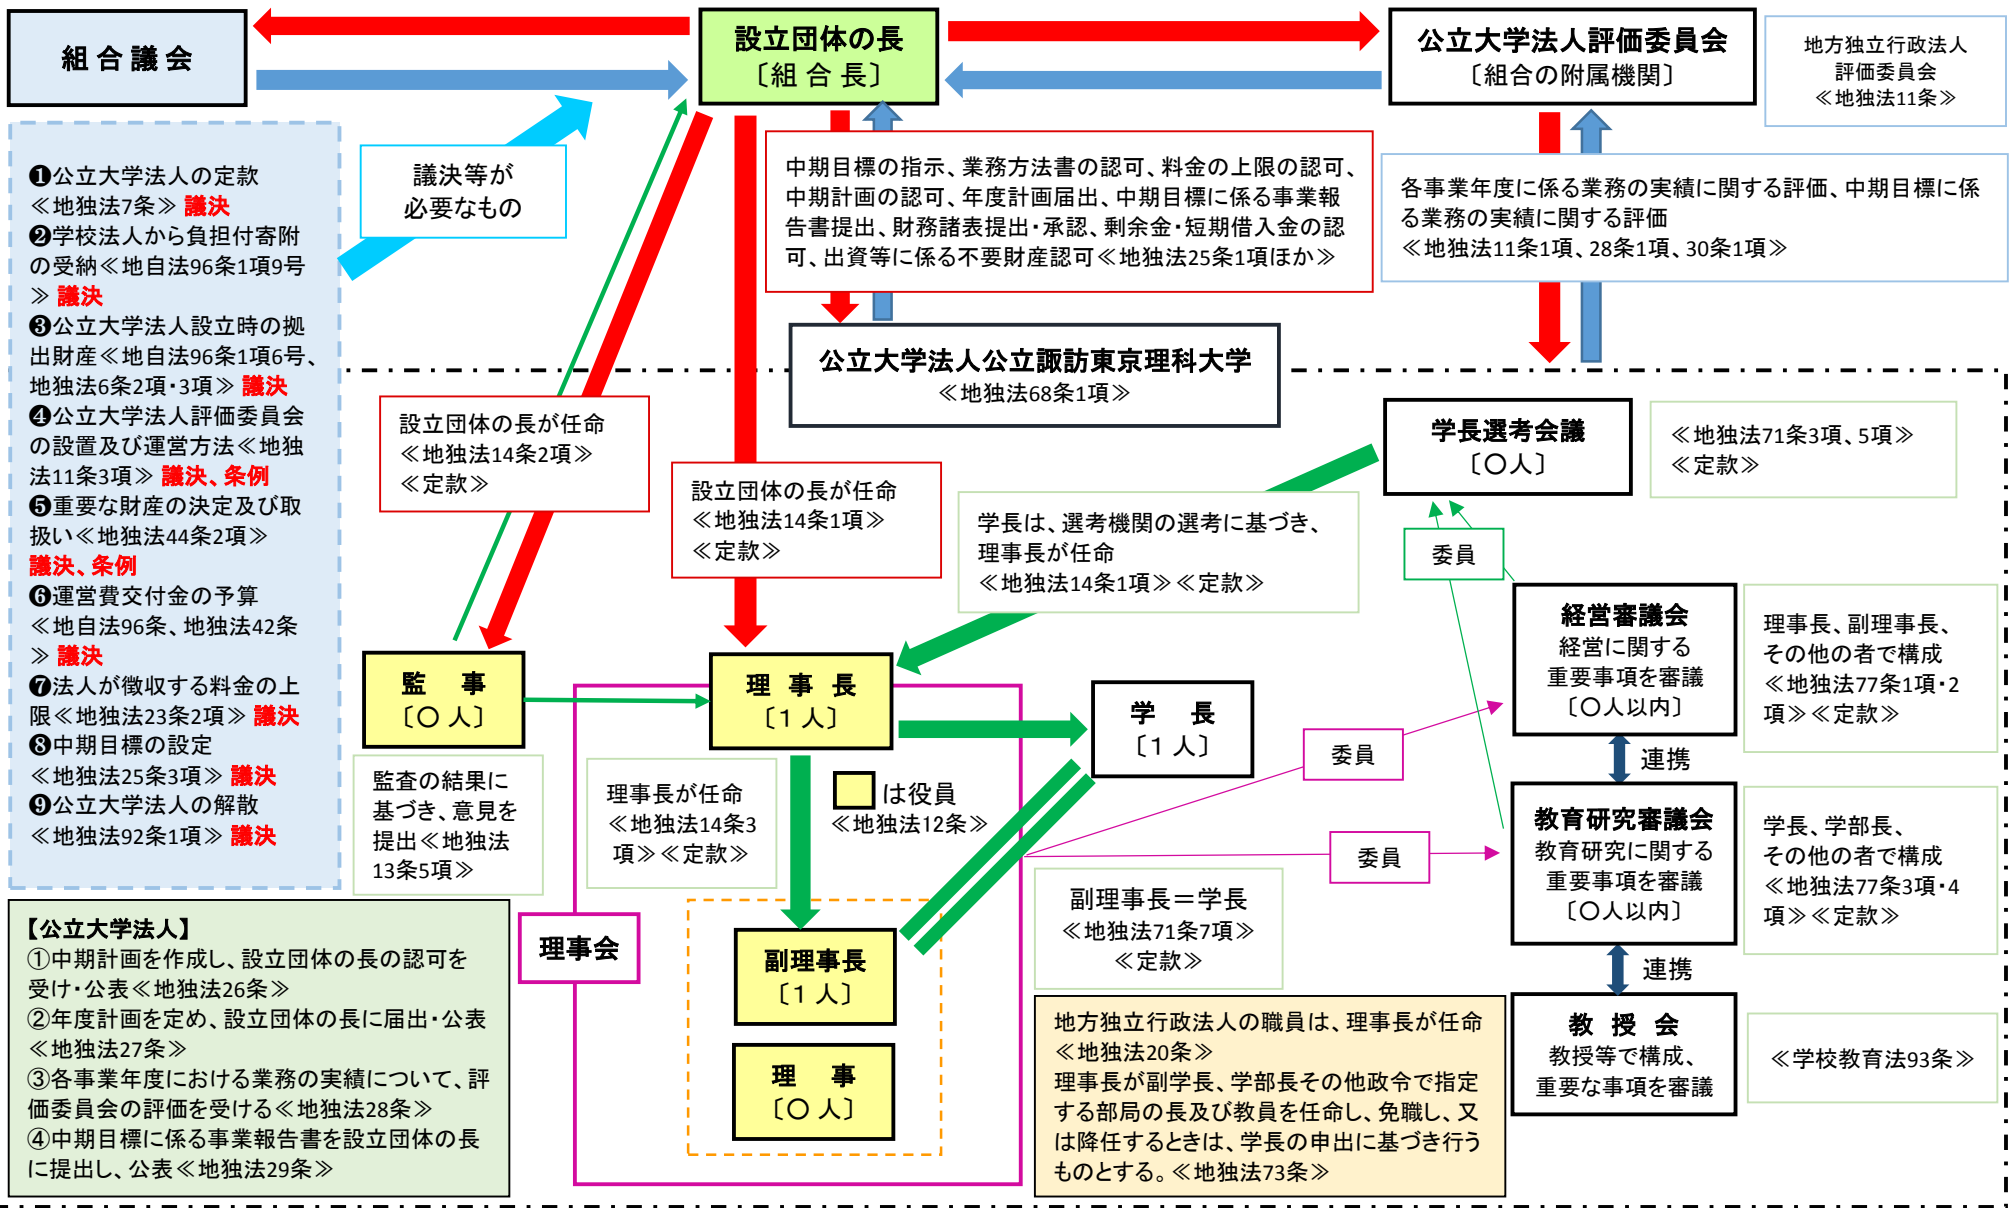 組 合 議 会
設立団体の長
〔組 合 長〕
公立大学法人評価委員会
〔組合の附属機関〕
地方独立行政法人
評価委員会
≪地独法11条≫
❶公立大学法人の定款
≪地独法7条≫ 議決
❷学校法人から負担付寄附
の受納≪地自法96条1項9号
≫ 議決
❸公立大学法人設立時の拠
出財産≪地自法96条1項6号、
地独法6条2項・3項≫ 議決
❹公立大学法人評価委員会
の設置及び運営方法≪地独
法11条3項≫ 議決、条例
❺重要な財産の決定及び取
扱い≪地独法44条2項≫
議決、条例
❻運営費交付金の予算
≪地自法96条、地独法42条
≫ 議決
❼法人が徴収する料金の上
限≪地独法23条2項≫ 議決
❽中期目標の設定
≪地独法25条3項≫ 議決
❾公立大学法人の解散
≪地独法92条1項≫ 議決
議決等が
必要なもの
中期目標の指示、業務方法書の認可、料金の上限の認可、
中期計画の認可、年度計画届出、中期目標に係る事業報
告書提出、財務諸表提出・承認、剰余金・短期借入金の認
可、出資等に係る不要財産認可≪地独法25条1項ほか≫
各事業年度に係る業務の実績に関する評価、中期目標に係
る業務の実績に関する評価
≪地独法11条1項、28条1項、30条1項≫
公立大学法人公立諏訪東京理科大学
≪地独法68条1項≫
設立団体の長が任命
≪地独法14条2項≫
≪定款≫
設立団体の長が任命
≪地独法14条1項≫
≪定款≫
学長は、選考機関の選考に基づき、
理事長が任命
≪地独法14条1項≫≪定款≫
学長選考会議
〔〇人〕
≪地独法71条3項、5項≫
≪定款≫
委員
経営審議会
経営に関する
重要事項を審議
〔〇人以内〕
理事長、副理事長、
その他の者で構成
≪地独法77条1項・2
項≫≪定款≫
監 事
〔〇 人〕
理 事 長
〔1 人〕
学 長
〔1 人〕
委員
連携
監査の結果に
基づき、意見を
提出≪地独法
13条5項≫
理事長が任命
≪地独法14条3
項≫≪定款≫
は役員
≪地独法12条≫
委員
教育研究審議会
教育研究に関する
重要事項を審議
〔〇人以内〕
学長、学部長、
その他の者で構成
≪地独法77条3項・4
項≫≪定款≫
副理事長＝学長
≪地独法71条7項≫
≪定款≫
理事会
副理事長
〔1 人〕
理 事
〔〇 人〕
連携
教 授 会
教授等で構成、
重要な事項を審議
≪学校教育法93条≫
【公立大学法人】
①中期計画を作成し、設立団体の長の認可を
受け・公表≪地独法26条≫
②年度計画を定め、設立団体の長に届出・公表
≪地独法27条≫
③各事業年度における業務の実績について、評
価委員会の評価を受ける≪地独法28条≫
④中期目標に係る事業報告書を設立団体の長
に提出し、公表≪地独法29条≫
地方独立行政法人の職員は、理事長が任命
≪地独法20条≫
理事長が副学長、学部長その他政令で指定
する部局の長及び教員を任命し、免職し、又
は降任するときは、学長の申出に基づき行う
ものとする。≪地独法73条≫